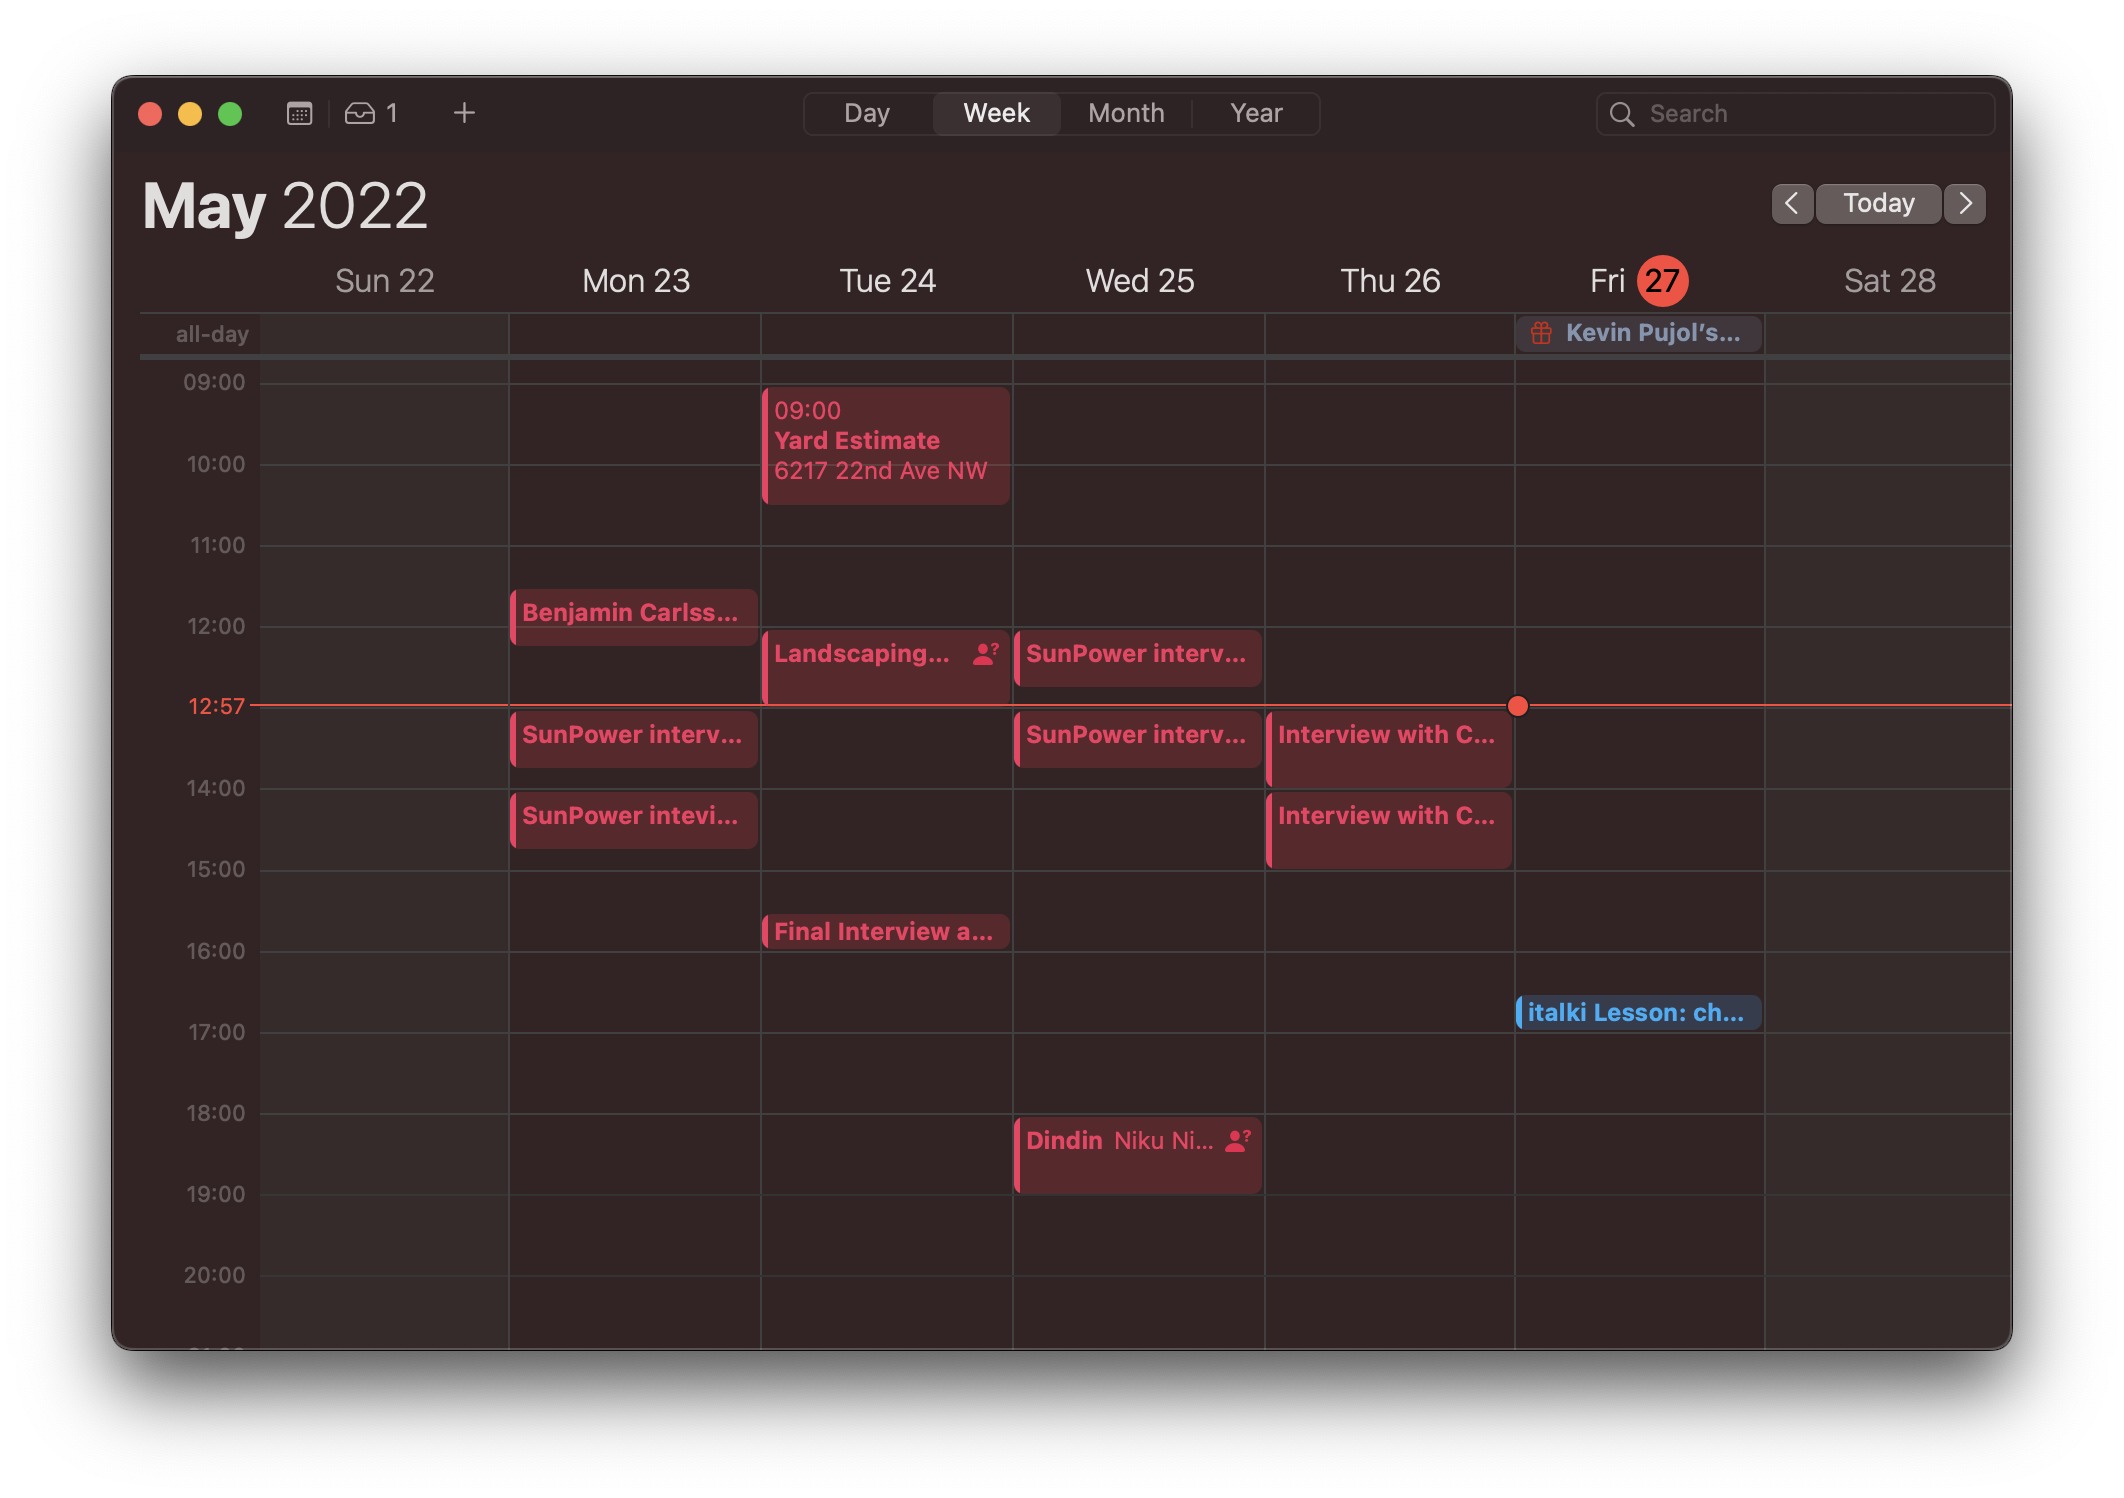 1
Day Week Month Year
Search
May 2022
Today
Sun 22 Mon 23 Tue 24 Wed 25 Thu 26 Fri 27 Sat 28
all-day
Kevin Pujol’s...
09:00
09:00
Yard Estimate
6217 22nd Ave NW
10:00
11:00
Benjamin Carlss...
12:00
Landscaping...
SunPower interv...
12:57
SunPower interv...
SunPower interv...
Interview with C...
14:00
SunPower intevi...
Interview with C...
15:00
Final Interview a...
16:00
italki Lesson: ch...
17:00
18:00
Dindin Niku Ni...
19:00
20:00